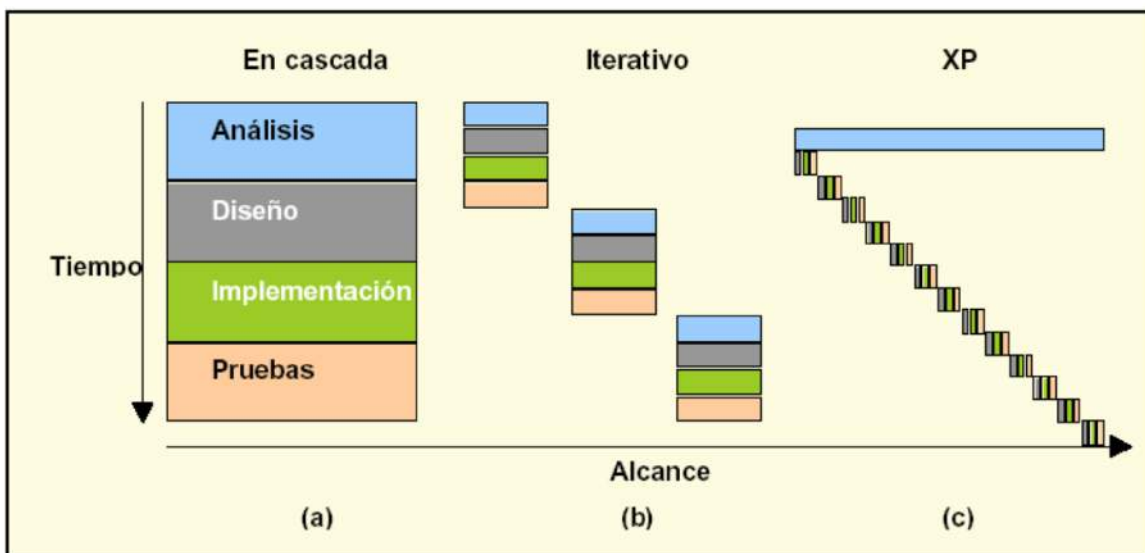 En cascada
Iterativo
XP
Análisis
Diseño
Tiempo
Implementación
Pruebas
Alcance
(a)
(b)
(c)